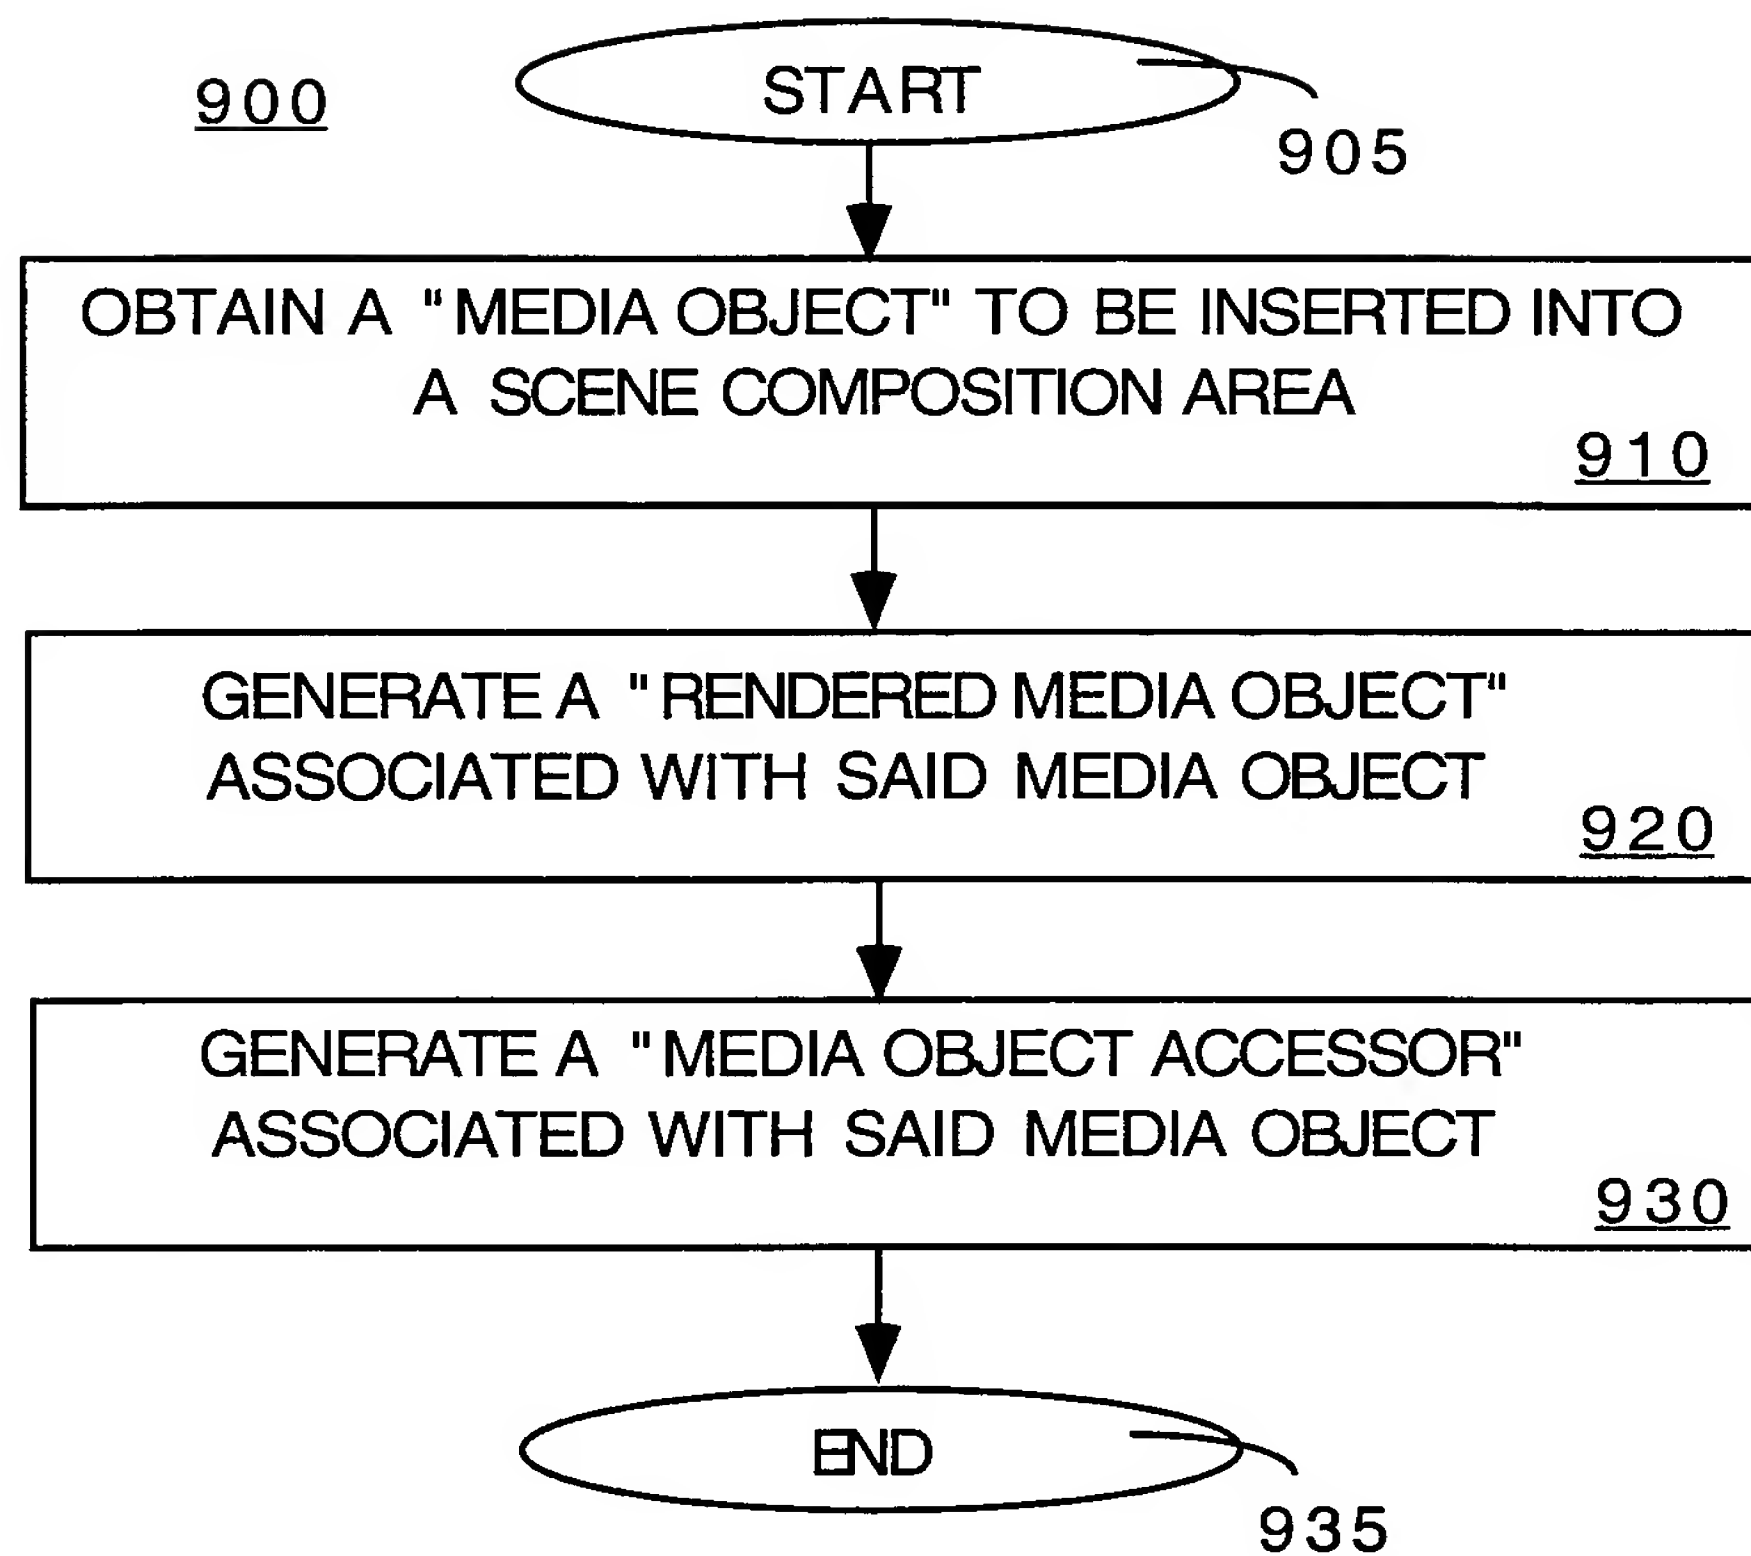 900
START
905
OBTAIN A "MEDIA OBJECT" TO BE INSERTED INTO
A SCENE COMPOSITION AREA
910
GENERATE A "RENDERED MEDIA OBJECT"
ASSOCIATED WITH SAID MEDIA OBJECT
920
GENERATE A "MEDIA OBJECT ACCESSOR"
ASSOCIATED WITH SAID MEDIA OBJECT
930
END
935